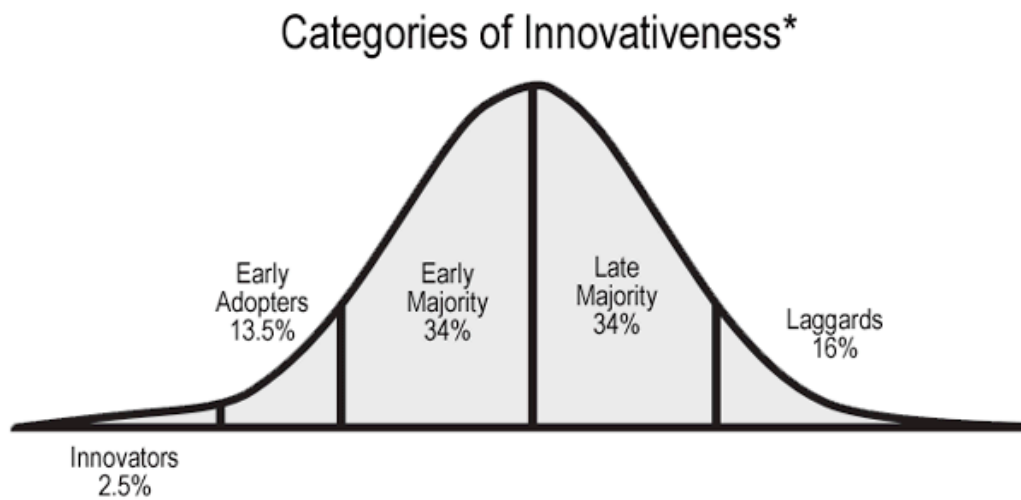 Categories of Innovativeness*
Early
Adopters
13.5%
Early
Majority
34%
Late
Majority
34%
Laggards
16%
Innovators
2.5%